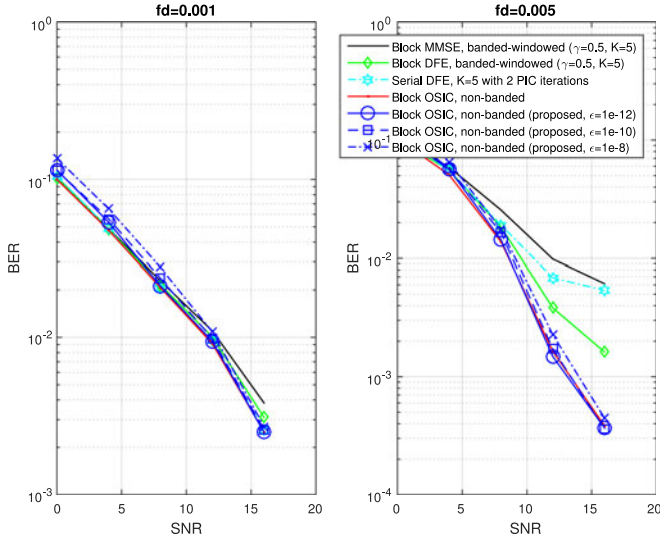 fd=0.001
fd=0.005
Block MMSE, banded-windowed (γ=0.5, K=5)
Block DFE, banded-windowed (γ=0.5, K=5)
Serial DFE, K=5 with 2 PIC iterations
Block OSIC, non-banded
Block OSIC, non-banded (proposed, ϵ=1e-12)
Block OSIC, non-banded (proposed, ϵ=1e-10)
Block OSIC, non-banded (proposed, ϵ=1e-8)
10^0
10^-1
10^-2
10^-3
BER
0
5
10
15
20
SNR
10^0
10^-1
10^-2
10^-3
10^-4
BER
0
5
10
15
20
SNR